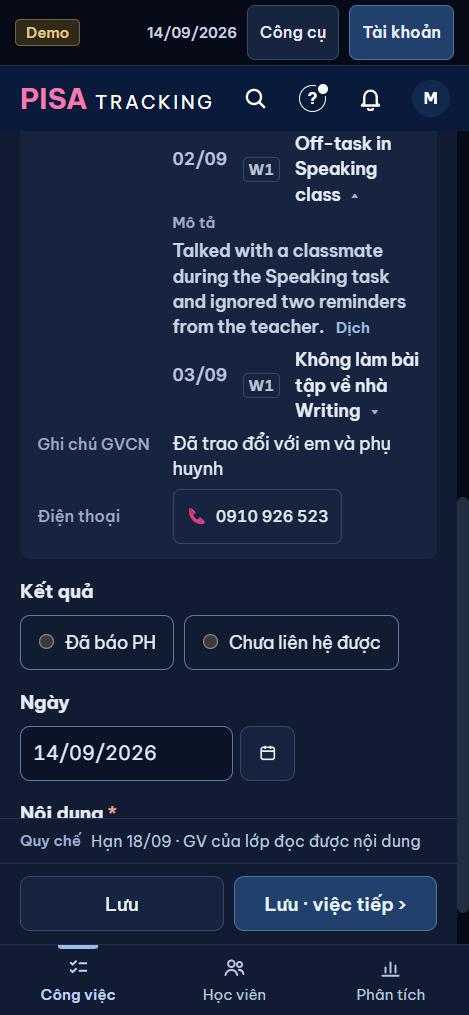 Demo
14/09/2026
Công cụ
Tài khoản
PISA TRACKING
?
M
02/09
W1
Off-task in
Speaking
class
Mô tả
Talked with a classmate
during the Speaking task
and ignored two reminders
from the teacher. Dịch
03/09
W1
Không làm bài
tập về nhà
Writing
Ghi chú GVCN
Đã trao đổi với em và phụ
huynh
Điện thoại
0910 926 523
Kết quả
Đã báo PH
Chưa liên hệ được
Ngày
14/09/2026
Nội dung *
Quy chế Hạn 18/09 · GV của lớp đọc được nội dung
Lưu
Lưu · việc tiếp ›
Công việc
Học viên
Phân tích